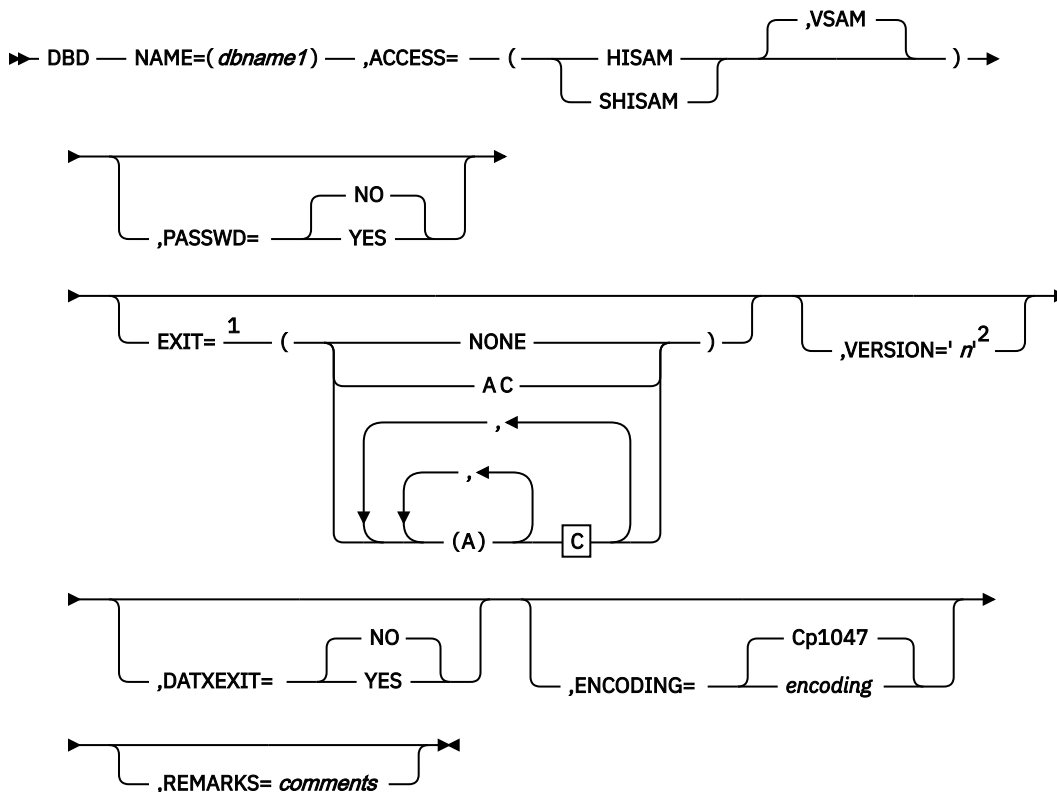 ,VSAM
DBD NAME=(dbname1) ,ACCESS= ( HISAM )
SHISAM
NO
,PASSWD= YES
EXIT= 1 ( NONE ) ,VERSION=' n'2
A C
,
,
(A) C
NO Cp1047
,DATXEXIT= YES ,ENCODING= encoding
,REMARKS= comments